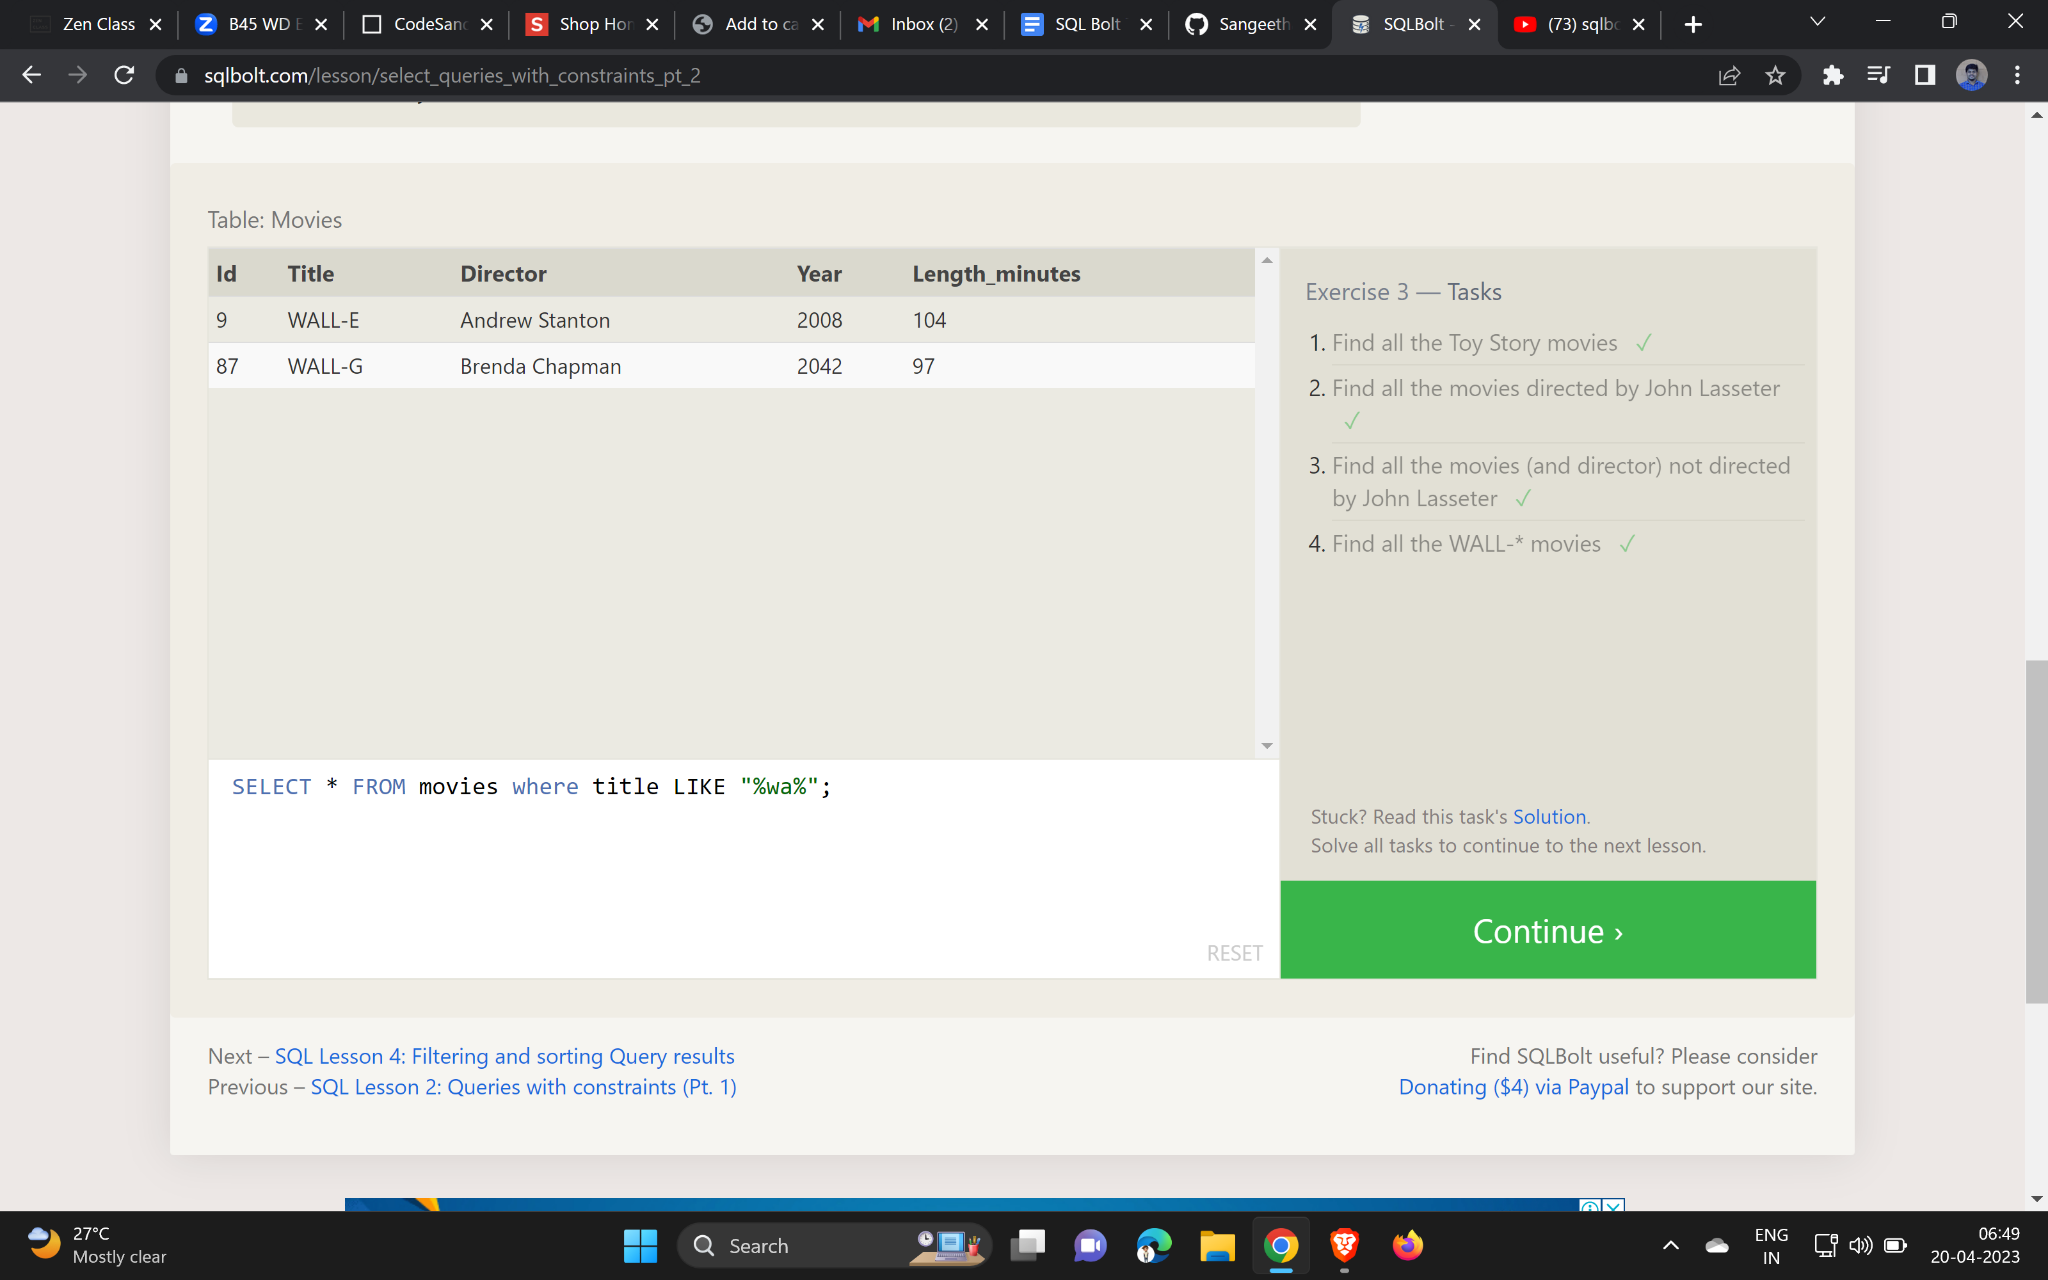 Zen Class
B45 WD E
CodeSan
S
Shop Hor
Add to ca
Inbox (2)
SQL Bolt
Sangeeth
SQLBolt -
(73) sqlbo
sqlbolt.com/lesson/select_queries_with_constraints_pt_2
Table: Movies
Id Title Director Year Length_minutes
9 WALL-E Andrew Stanton 2008 104
87 WALL-G Brenda Chapman 2042 97
SELECT * FROM movies where title LIKE "%wa%";
RESET
Exercise 3 — Tasks
1. Find all the Toy Story movies ✓
2. Find all the movies directed by John Lasseter
✓
3. Find all the movies (and director) not directed
by John Lasseter ✓
4. Find all the WALL-* movies ✓
Stuck? Read this task's Solution.
Solve all tasks to continue to the next lesson.
Continue ›
Next – SQL Lesson 4: Filtering and sorting Query results
Previous – SQL Lesson 2: Queries with constraints (Pt. 1)
Find SQLBolt useful? Please consider
Donating ($4) via Paypal to support our site.
27°C
Mostly clear
Search
ENG
IN
06:49
20-04-2023